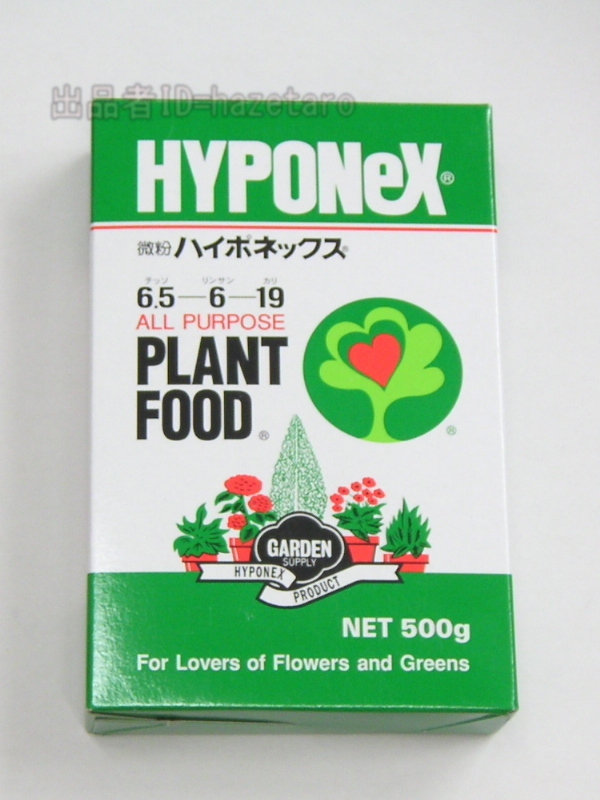 出品者ID=hazetaro
HYPONeX®
微粉 ハイポネックス®
チッソ リンサン カリ
6.5—6—19
ALL PURPOSE
PLANT
FOOD®
®
GARDEN
SUPPLY
HYPONEX
PRODUCT
NET 500g
For Lovers of Flowers and Greens